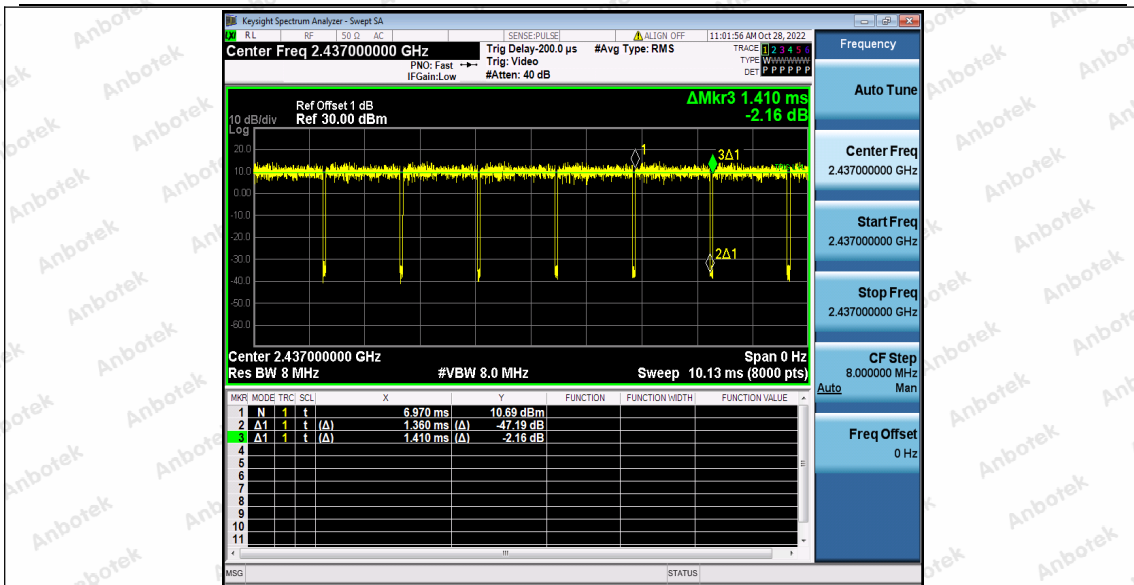 Keysight Spectrum Analyzer - Swept SA
RL RF 50 Ω AC SENSE:PULSE ALIGN OFF 11:01:56 AM Oct 28, 2022
Center Freq 2.437000000 GHz
PNO: Fast
IFGain:Low
Trig Delay-200.0 µs
Trig: Video
#Atten: 40 dB
#Avg Type: RMS
TRACE 1 2 3 4 5 6
TYPE WWWWWW
DET P P P P P P
Ref Offset 1 dB
Ref 30.00 dBm
10 dB/div
Log
ΔMkr3 1.410 ms
-2.16 dB
20.0
10.0
0.00
-10.0
-20.0
-30.0
-40.0
-50.0
-60.0
1
3Δ1
2Δ1
Center 2.437000000 GHz Span 0 Hz
Res BW 8 MHz #VBW 8.0 MHz Sweep 10.13 ms (8000 pts)
MKR MODE TRC SCL X Y FUNCTION FUNCTION WIDTH FUNCTION VALUE
1 N 1 t 6.970 ms 10.69 dBm
2 Δ1 1 t (Δ) 1.360 ms (Δ) -47.19 dB
3 Δ1 1 t (Δ) 1.410 ms (Δ) -2.16 dB
4
5
6
7
8
9
10
11
MSG STATUS
Frequency
Auto Tune
Center Freq
2.437000000 GHz
Start Freq
2.437000000 GHz
Stop Freq
2.437000000 GHz
CF Step
8.000000 MHz
Auto Man
Freq Offset
0 Hz
Anbotek